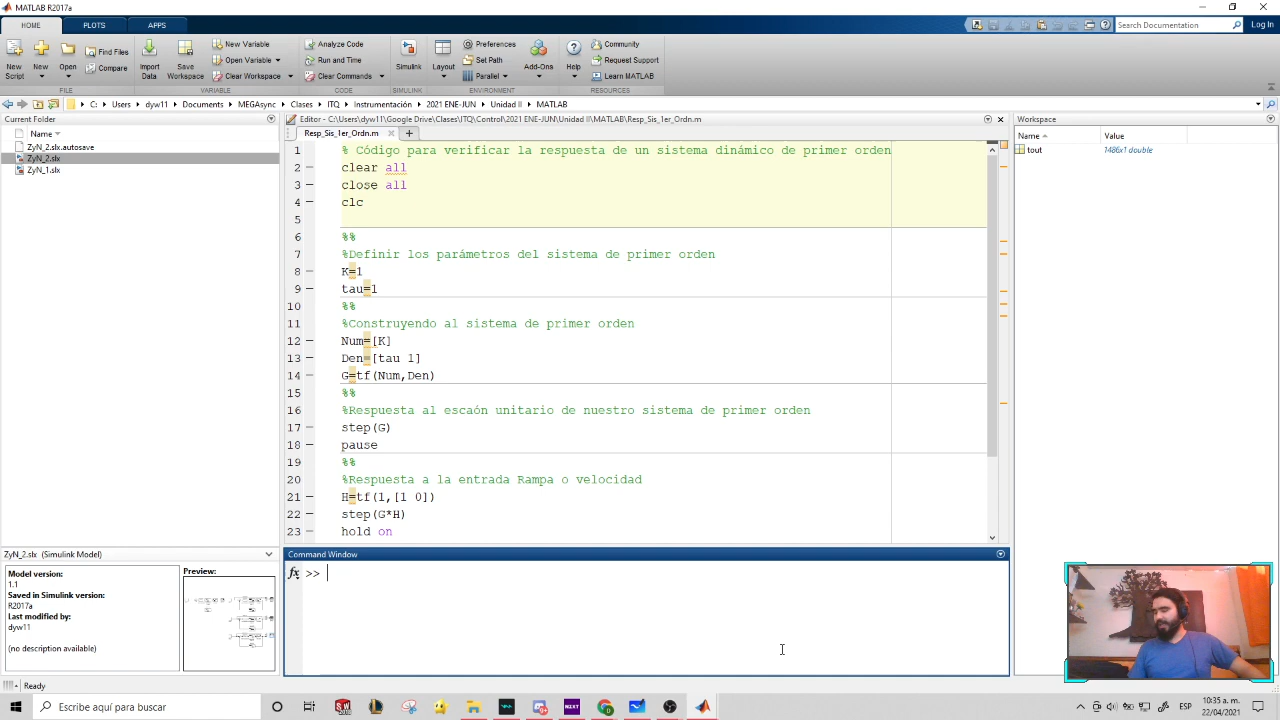 MATLAB R2017a
HOME PLOTS APPS
Search Documentation Log In
New Script New Open Find Files Compare
FILE
Import Data Save Workspace New Variable Open Variable Clear Workspace
VARIABLE
Analyze Code Run and Time Clear Commands
CODE
Simulink
SIMULINK
Layout Preferences Set Path Parallel
ENVIRONMENT
Add-Ons Help Community Request Support Learn MATLAB
RESOURCES
C: Users dyw11 Documents MEGAsync Clases ITQ Instrumentación 2021 ENE-JUN Unidad II MATLAB
Current Folder
Name
ZyN_2.slx.autosave
ZyN_2.slx
ZyN_1.slx
Editor - C:\Users\dyw11\Google Drive\Clases\ITQ\Control\2021 ENE-JUN\Unidad II\MATLAB\Resp_Sis_1er_Ordn.m
Resp_Sis_1er_Ordn.m
1 % Código para verificar la respuesta de un sistema dinámico de primer orden
2 clear all
3 close all
4 clc
5
6 %%
7 %Definir los parámetros del sistema de primer orden
8 K=1
9 tau=1
10 %%
11 %Construyendo al sistema de primer orden
12 Num=[K]
13 Den=[tau 1]
14 G=tf(Num,Den)
15 %%
16 %Respuesta al escaón unitario de nuestro sistema de primer orden
17 step(G)
18 pause
19 %%
20 %Respuesta a la entrada Rampa o velocidad
21 H=tf(1,[1 0])
22 step(G*H)
23 hold on
Workspace
Name Value
tout 1486x1 double
ZyN_2.slx (Simulink Model)
Model version:
1.1
Saved in Simulink version:
R2017a
Last modified by:
dyw11
(no description available)
Preview:
Command Window
fx >>
Ready
Escribe aquí para buscar
ESP
10:35 a. m.
22/04/2021